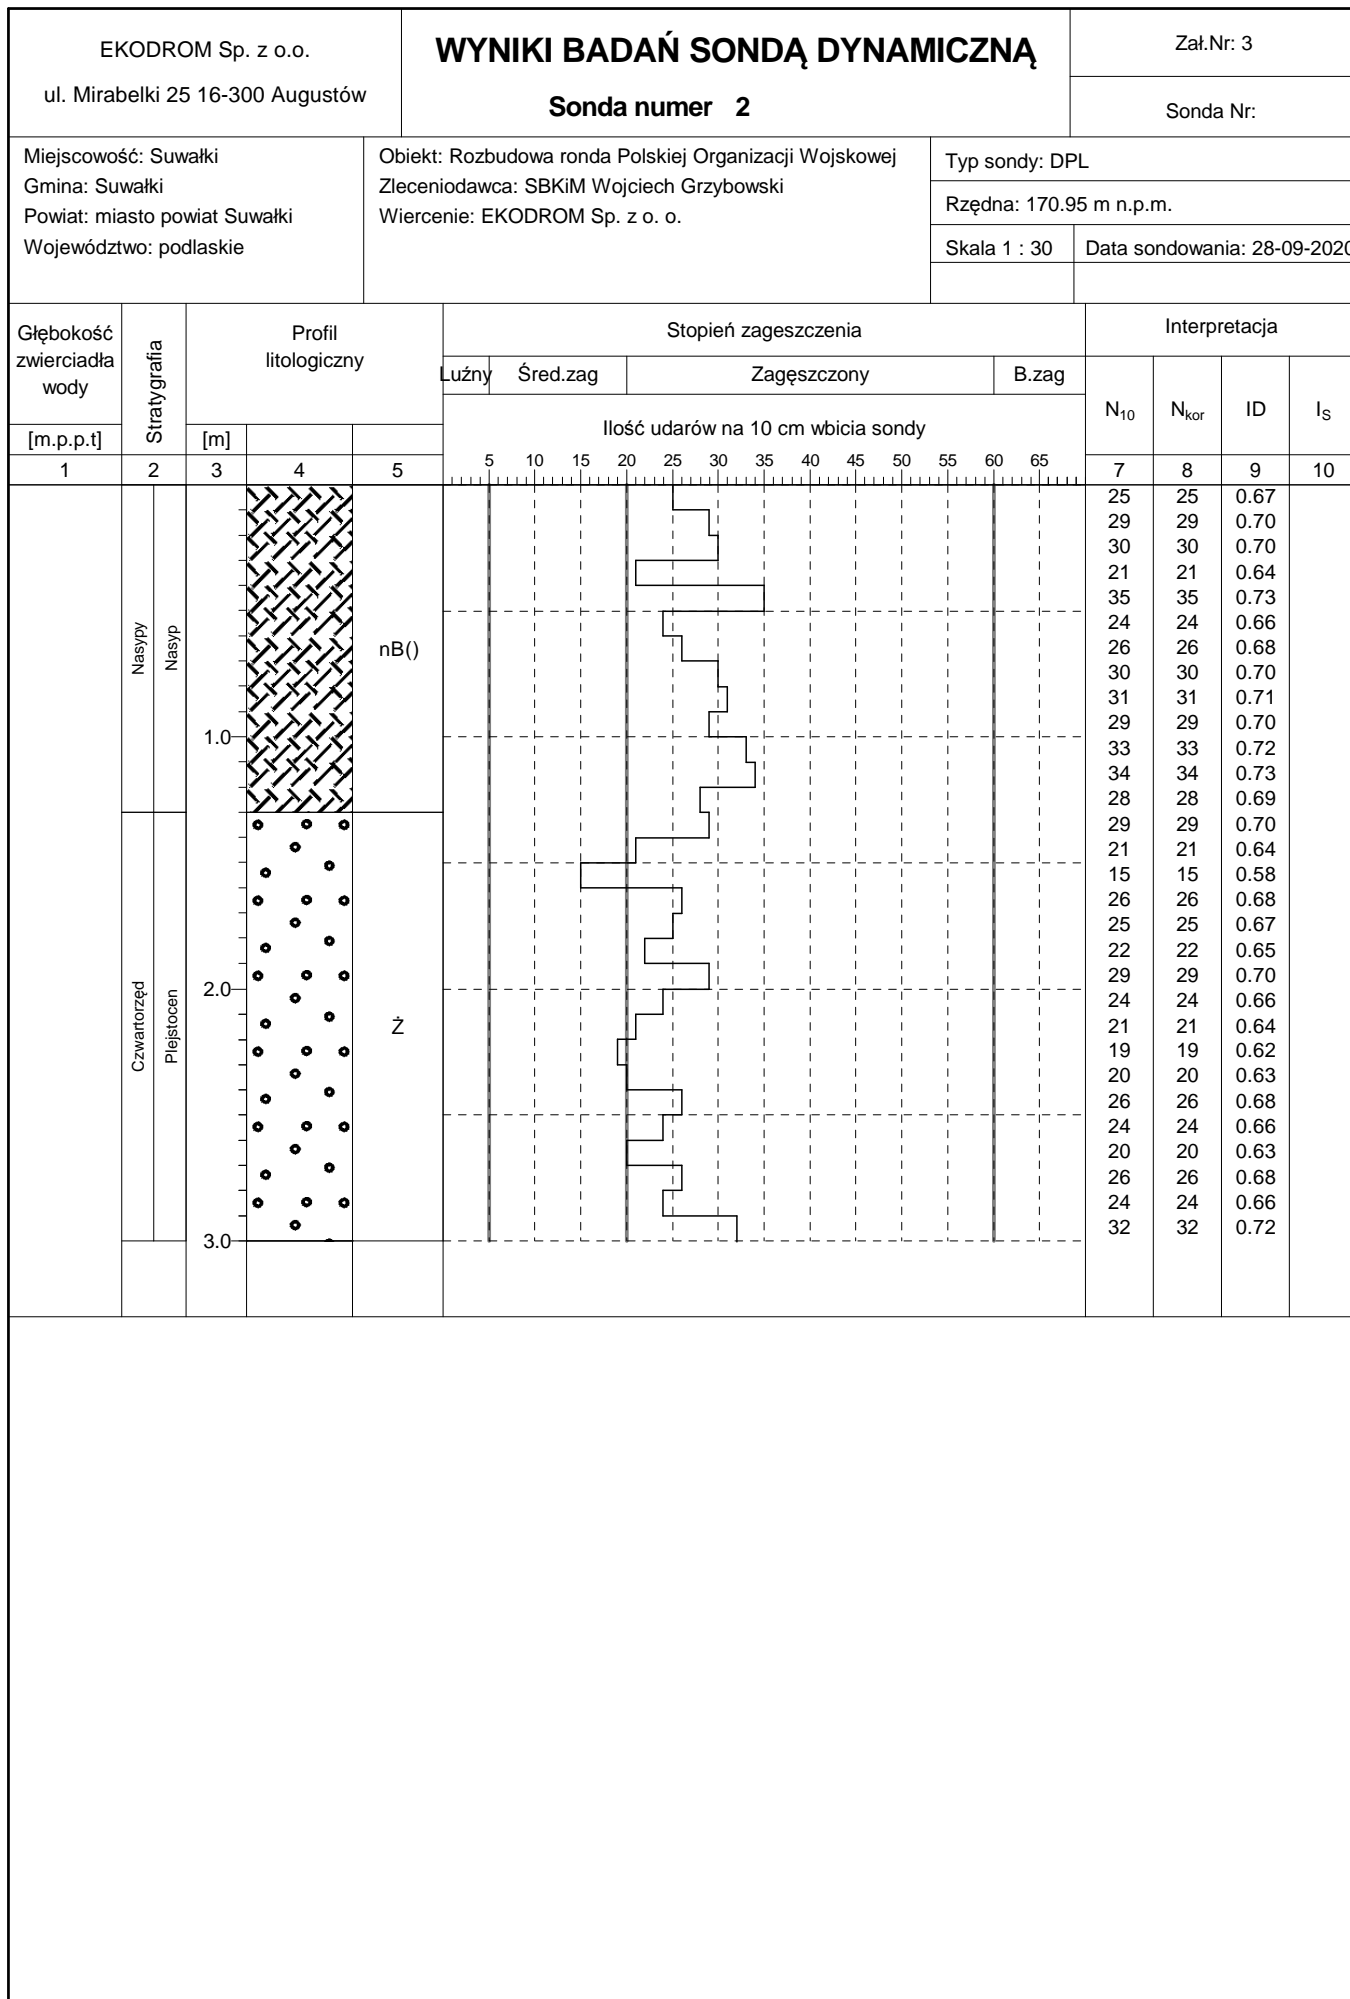 EKODROM Sp. z o.o.
ul. Mirabelki 25 16-300 Augustów
WYNIKI BADAŃ SONDĄ DYNAMICZNĄ
Sonda numer 2
Zał.Nr: 3
Sonda Nr:
Miejscowość: Suwałki
Gmina: Suwałki
Powiat: miasto powiat Suwałki
Województwo: podlaskie
Obiekt: Rozbudowa ronda Polskiej Organizacji Wojskowej
Zleceniodawca: SBKiM Wojciech Grzybowski
Wiercenie: EKODROM Sp. z o. o.
Typ sondy: DPL
Rzędna: 170.95 m n.p.m.
Skala 1 : 30
Data sondowania: 28-09-2020
Głębokość
zwierciadła
wody
[m.p.p.t]
Stratygrafia
Profil
litologiczny
[m]
Stopień zageszczenia
Luźny Śred.zag Zagęszczony B.zag
Ilość udarów na 10 cm wbicia sondy
5 10 15 20 25 30 35 40 45 50 55 60 65
Interpretacja
N10 Nkor ID IS
1 2 3 4 5 7 8 9 10
Nasypy
Nasyp
nB()
1.0
Czwartorzęd
Plejstocen
Ż
2.0
3.0
25 25 0.67
29 29 0.70
30 30 0.70
21 21 0.64
35 35 0.73
24 24 0.66
26 26 0.68
30 30 0.70
31 31 0.71
29 29 0.70
33 33 0.72
34 34 0.73
28 28 0.69
29 29 0.70
21 21 0.64
15 15 0.58
26 26 0.68
25 25 0.67
22 22 0.65
29 29 0.70
24 24 0.66
21 21 0.64
19 19 0.62
20 20 0.63
26 26 0.68
24 24 0.66
20 20 0.63
26 26 0.68
24 24 0.66
32 32 0.72